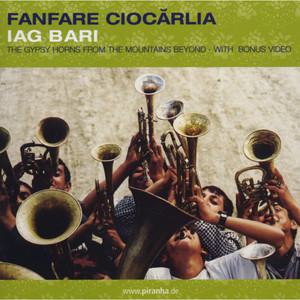 FANFARE CIOCĂRLIA
IAG BARI
THE GYPSY HORNS FROM THE MOUNTAINS BEYOND - WITH BONUS VIDEO
www.piranha.de